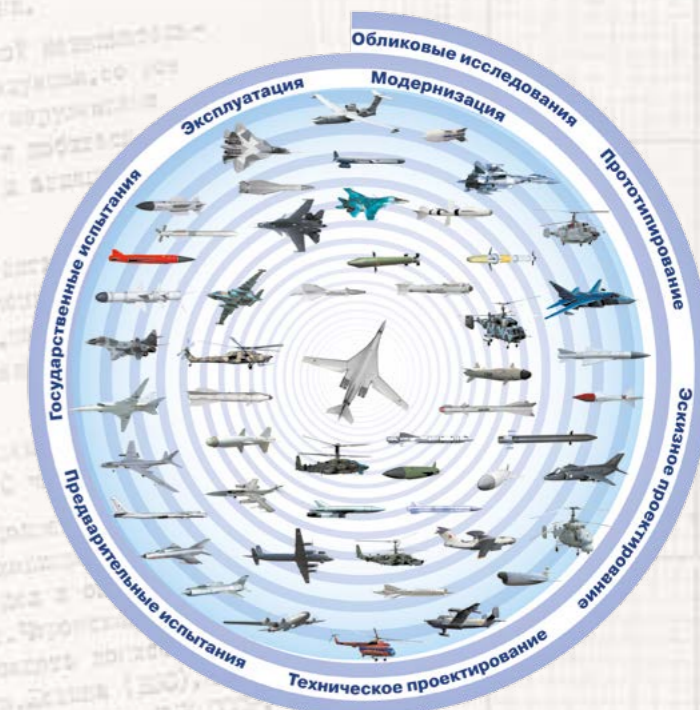 Обликовые исследования
Прототипирование
Эскизное проектирование
Техническое проектирование
Предварительные испытания
Государственные испытания
Эксплуатация
Модернизация